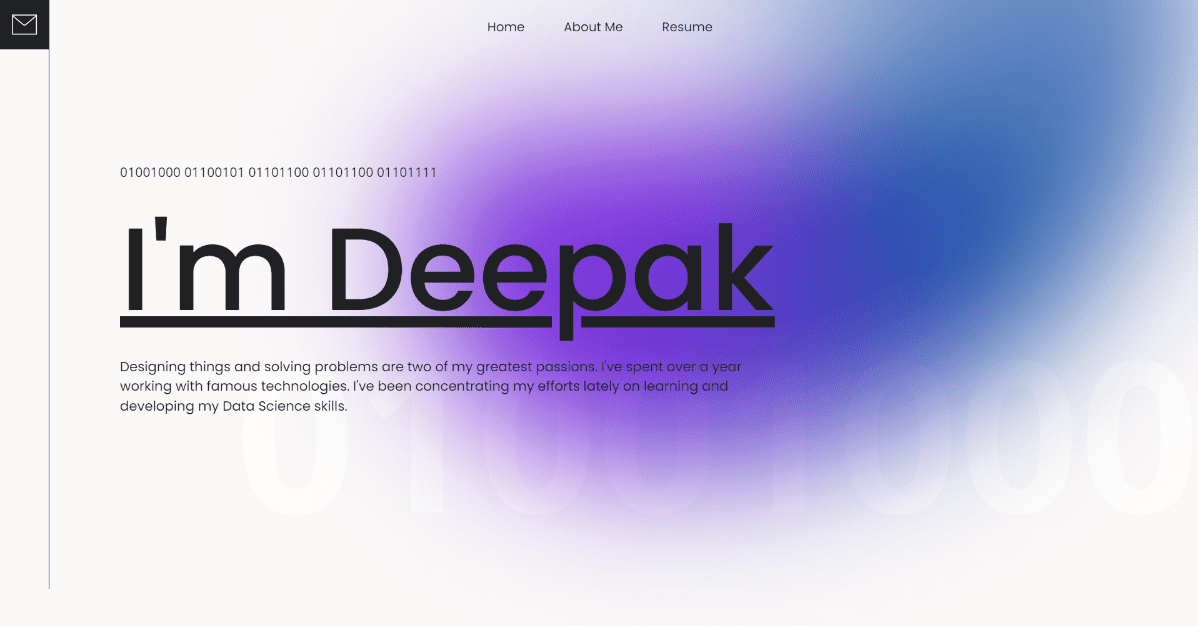 Home About Me Resume
01001000 01100101 01101100 01101100 01101111
I'm Deepak
Designing things and solving problems are two of my greatest passions. I've spent over a year
working with famous technologies. I've been concentrating my efforts lately on learning and
developing my Data Science skills.
01001000